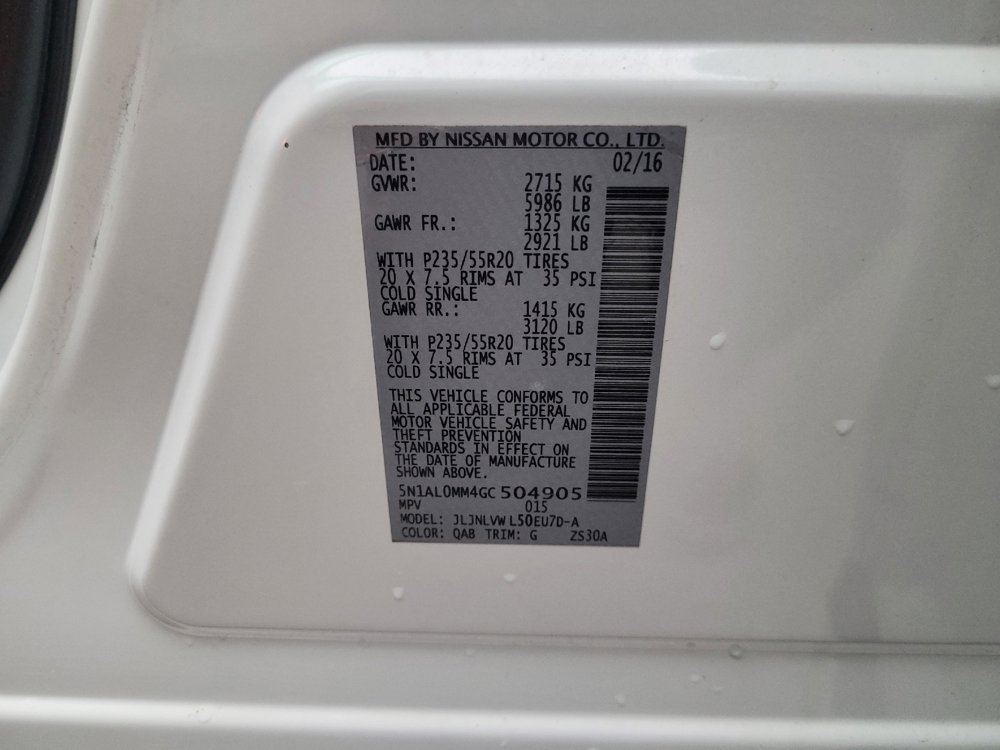 MFD BY NISSAN MOTOR CO., LTD.
DATE: 02/16
GVWR: 2715 KG
5986 LB
GAWR FR.: 1325 KG
2921 LB
WITH P235/55R20 TIRES
20 X 7.5 RIMS AT 35 PSI
COLD SINGLE
GAWR RR.: 1415 KG
3120 LB
WITH P235/55R20 TIRES
20 X 7.5 RIMS AT 35 PSI
COLD SINGLE
THIS VEHICLE CONFORMS TO
ALL APPLICABLE FEDERAL
MOTOR VEHICLE SAFETY AND
THEFT PREVENTION
STANDARDS IN EFFECT ON
THE DATE OF MANUFACTURE
SHOWN ABOVE.
5N1AL0MM4GC504905
MPV 015
MODEL: JLJNLVW L50EU7D-A
COLOR: QAB TRIM: G ZS30A